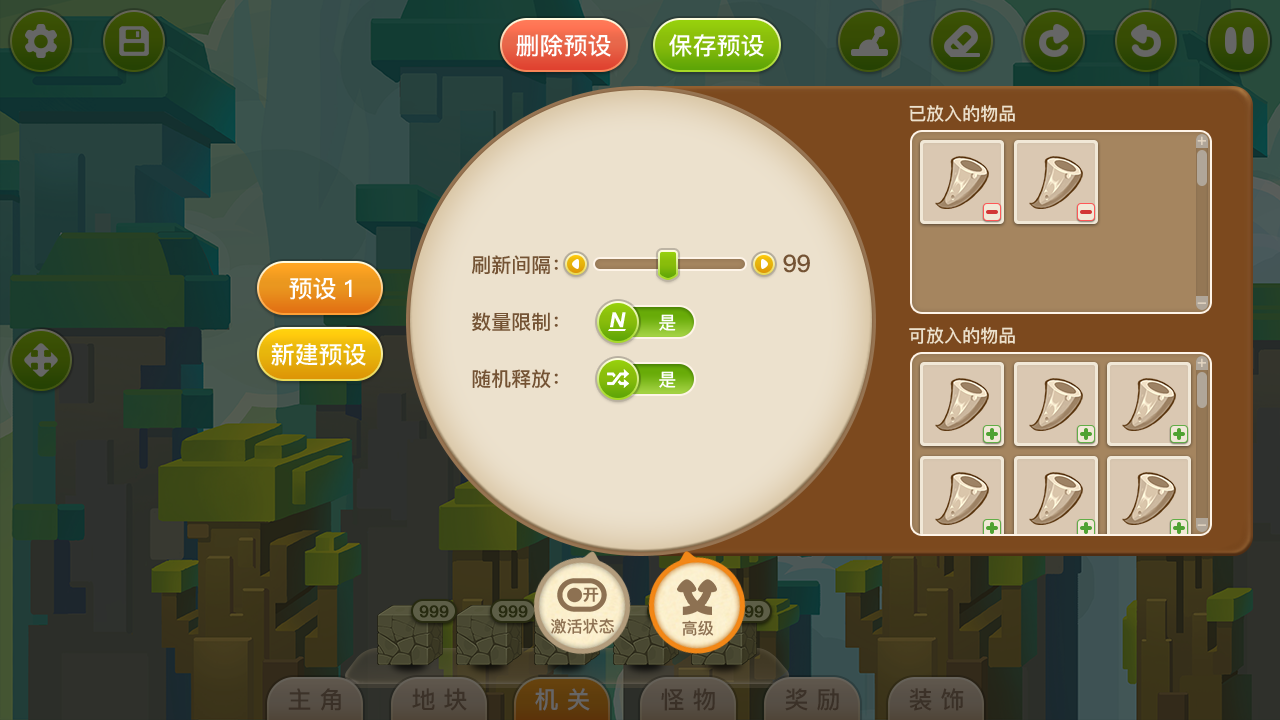 删除预设
保存预设
已放入的物品
刷新间隔: 99
预设 1
数量限制: N 是
可放入的物品
新建预设
随机释放: 是
开
激活状态
高级
999
999
99
主角
地块
机关
怪物
奖励
装饰